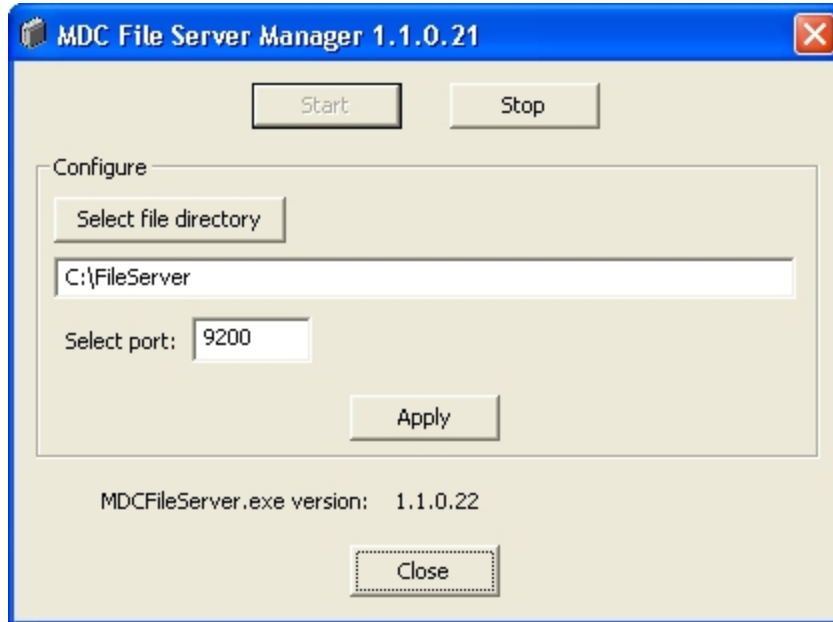 MDC File Server Manager 1.1.0.21
Start Stop
Configure
Select file directory
C:\FileServer
Select port: 9200
Apply
MDCFileServer.exe version: 1.1.0.22
Close